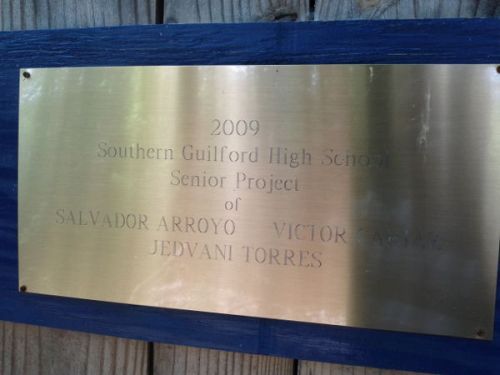 2009
Southern Guilford High School
Senior Project
of
SALVADOR ARROYO VICTOR
JEDVANI TORRES